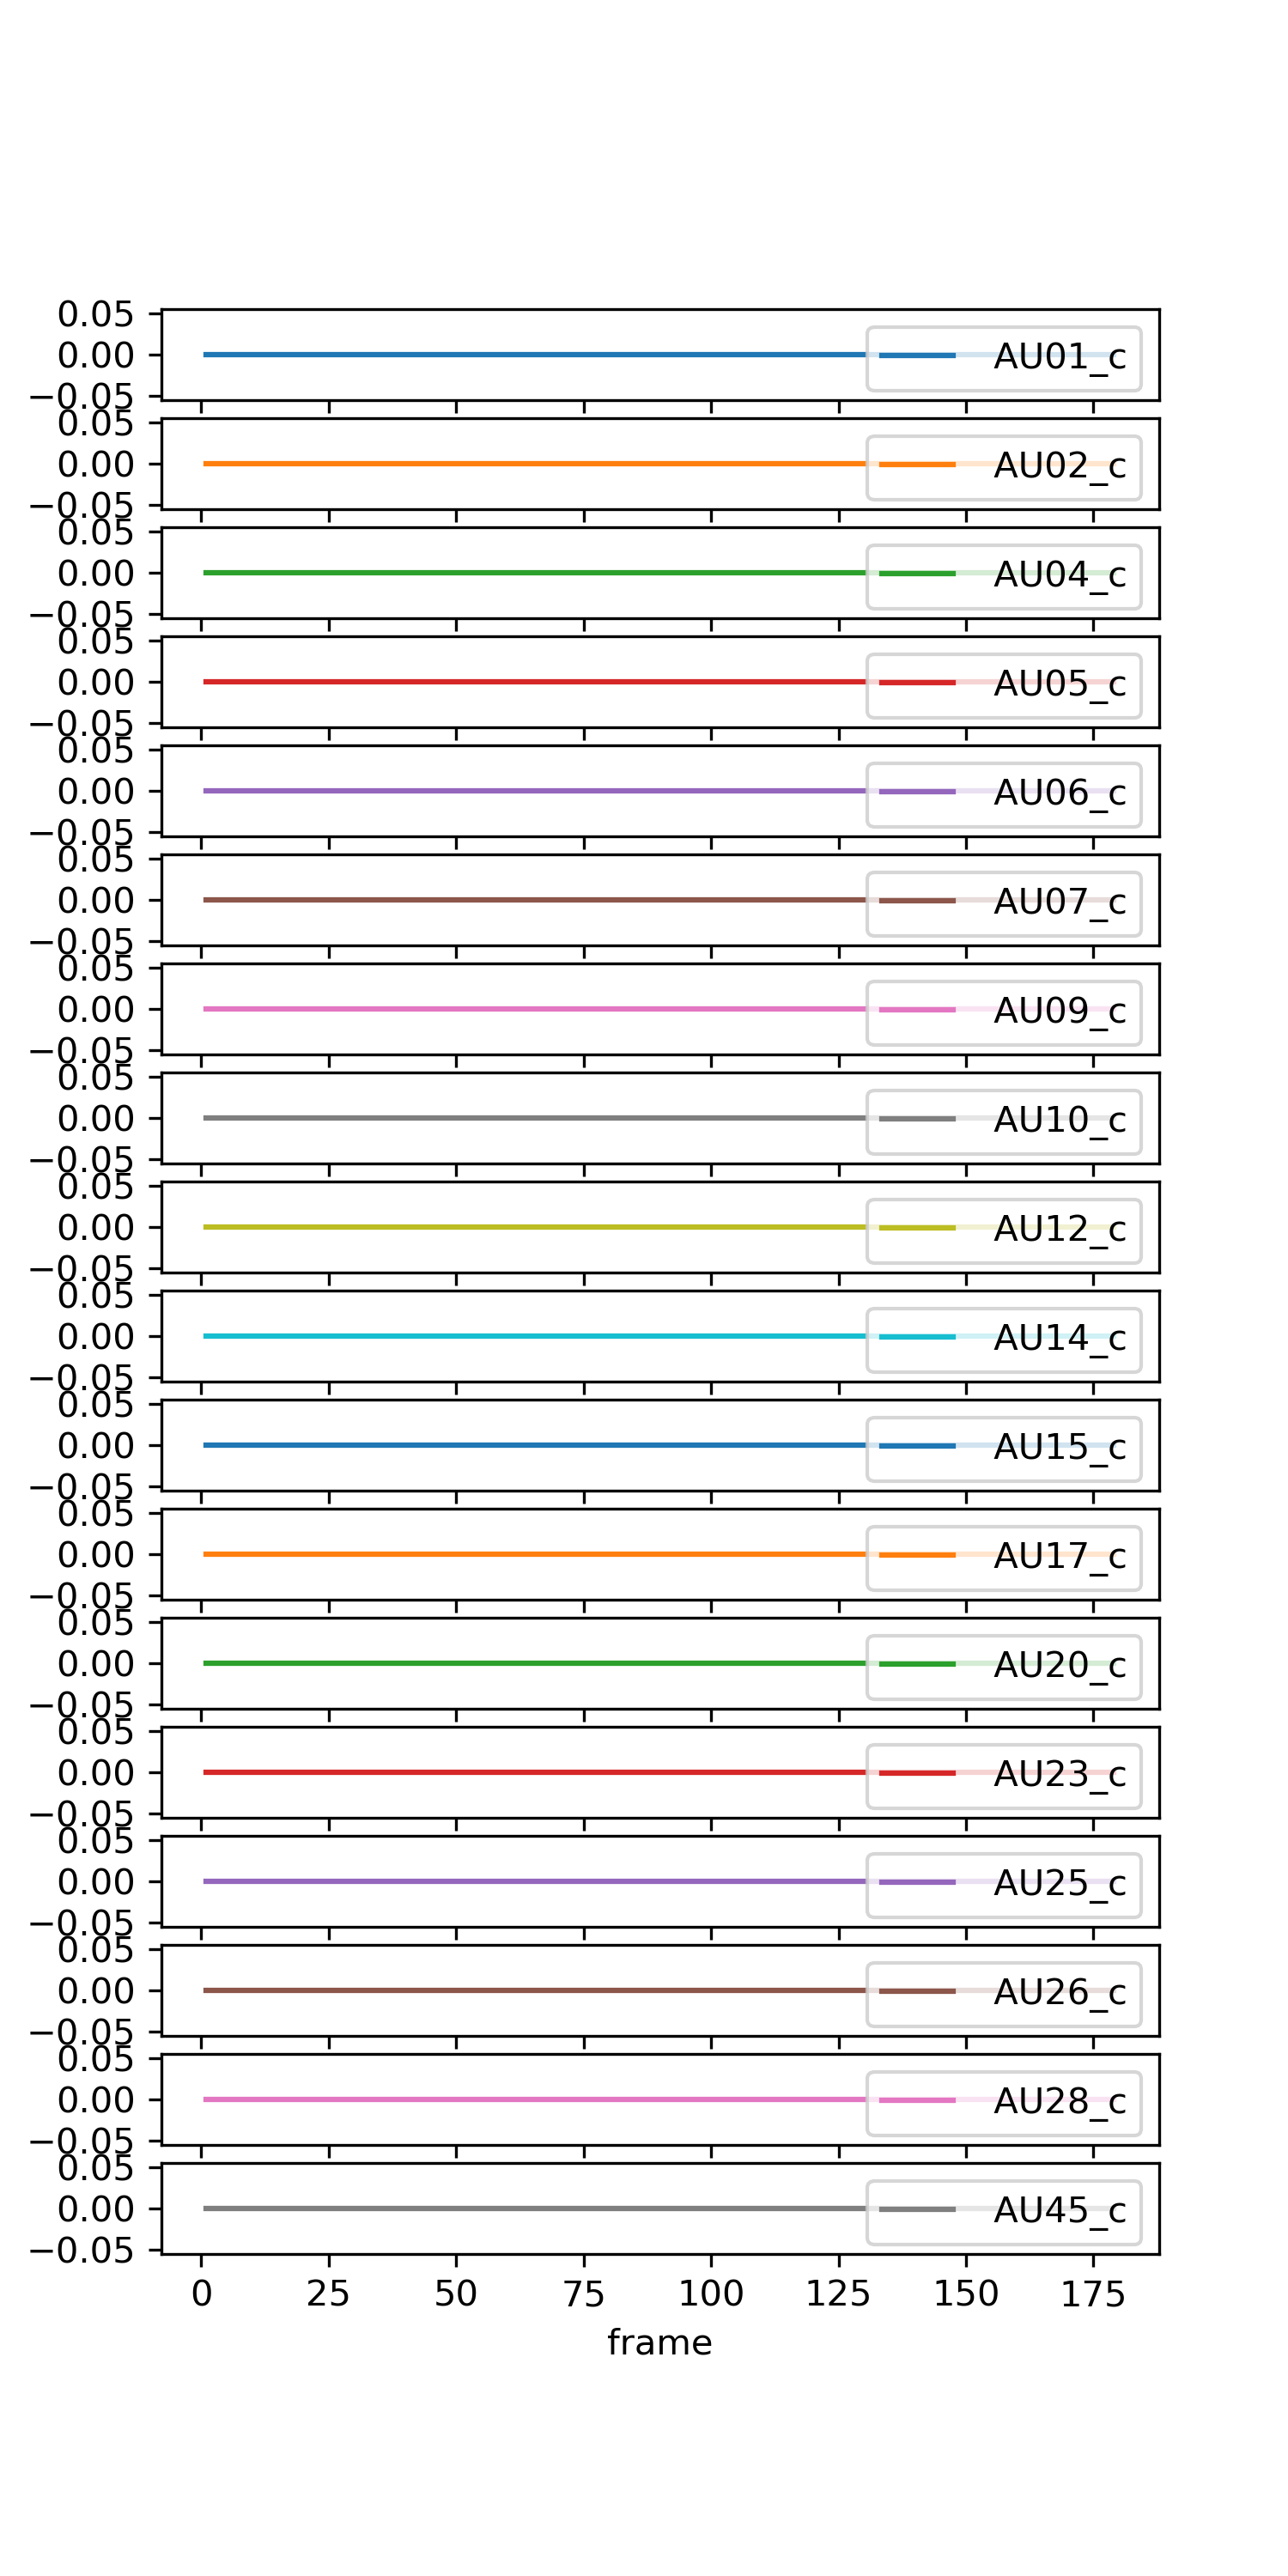 0.05
0.00 AU01_c
−0.05
0.05
0.00 AU02_c
−0.05
0.05
0.00 AU04_c
−0.05
0.05
0.00 AU05_c
−0.05
0.05
0.00 AU06_c
−0.05
0.05
0.00 AU07_c
−0.05
0.05
0.00 AU09_c
−0.05
0.05
0.00 AU10_c
−0.05
0.05
0.00 AU12_c
−0.05
0.05
0.00 AU14_c
−0.05
0.05
0.00 AU15_c
−0.05
0.05
0.00 AU17_c
−0.05
0.05
0.00 AU20_c
−0.05
0.05
0.00 AU23_c
−0.05
0.05
0.00 AU25_c
−0.05
0.05
0.00 AU26_c
−0.05
0.05
0.00 AU28_c
−0.05
0.05
0.00 AU45_c
−0.05
0 25 50 75 100 125 150 175
frame